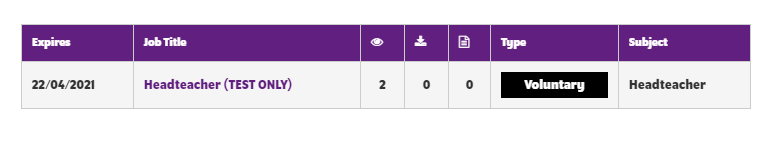 Expires Job Title Type Subject
22/04/2021 Headteacher (TEST ONLY) 2 0 0 Voluntary Headteacher